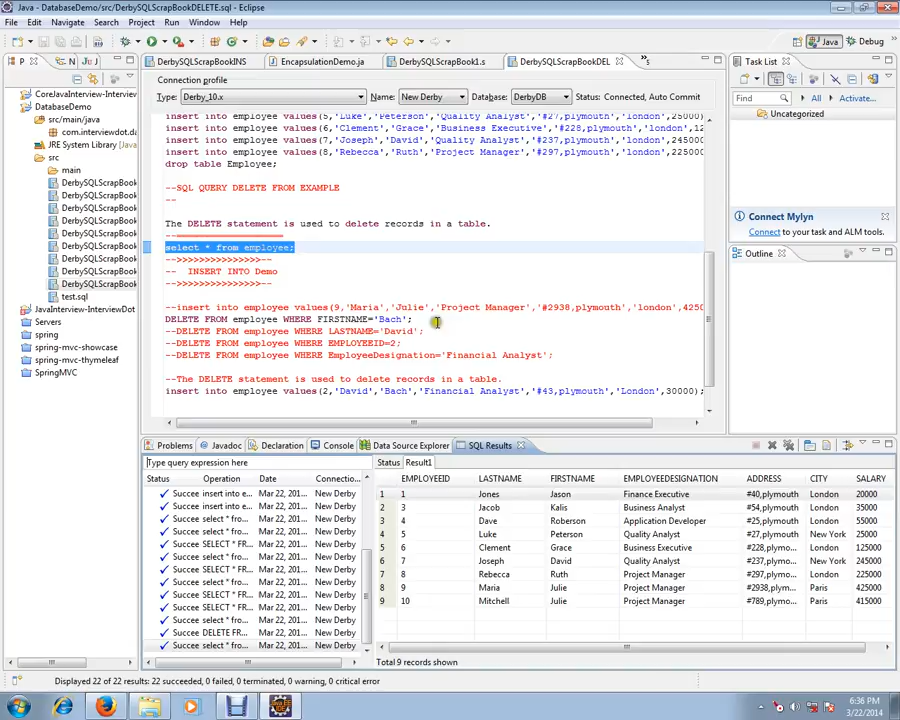 Java - DatabaseDemo/src/DerbySQLScrapBookDELETE.sql - Eclipse
File Edit Navigate Search Project Run Window Help
Java Debug
P N Ju
DerbySQLScrapBookINS EncapsulationDemo.ja DerbySQLScrapBook1.s DerbySQLScrapBookDEL
Connection profile
Type: Derby_10.x Name: New Derby Database: DerbyDB Status: Connected, Auto Commit
CoreJavaInterview-Interview
DatabaseDemo
src/main/java
com.interviewdot.da
JRE System Library [Java
src
main
DerbySQLScrapBook
DerbySQLScrapBook
DerbySQLScrapBook
DerbySQLScrapBook
DerbySQLScrapBook
DerbySQLScrapBook
DerbySQLScrapBook
DerbySQLScrapBook
DerbySQLScrapBook
test.sql
JavaInterview-InterviewDot
Servers
spring
spring-mvc-showcase
spring-mvc-thymeleaf
SpringMVC
insert into employee values(5,'Luke','Peterson','Quality Analyst','#27,plymouth','london',25000)
insert into employee values(6,'Clement','Grace','Business Executive','#228,plymouth','london',12
insert into employee values(7,'Joseph','David','Quality Analyst','#237,plymouth','london',245000
insert into employee values(8,'Rebecca','Ruth','Project Manager','#297,plymouth','london',225000
drop table Employee;
--SQL QUERY DELETE FROM EXAMPLE
--
The DELETE statement is used to delete records in a table.
--======================
select * from employee;
-->>>>>>>>>>>>>>>--
-- INSERT INTO Demo
-->>>>>>>>>>>>>>>--
--insert into employee values(9,'Maria','Julie','Project Manager','#2938,plymouth','london',4250
DELETE FROM employee WHERE FIRSTNAME='Bach';
--DELETE FROM employee WHERE LASTNAME='David';
--DELETE FROM employee WHERE EMPLOYEEID=2;
--DELETE FROM employee WHERE EmployeeDesignation='Financial Analyst';
--The DELETE statement is used to delete records in a table.
insert into employee values(2,'David','Bach','Financial Analyst','#43,plymouth','London',30000);
Task List
Find All Activate...
Uncategorized
Connect Mylyn
Connect to your task and ALM tools.
Outline
Problems Javadoc Declaration Console Data Source Explorer SQL Results
Type query expression here
Status Operation Date Connectio...
Succee insert into e... Mar 22, 201... New Derby
Succee insert into e... Mar 22, 201... New Derby
Succee select * fro... Mar 22, 201... New Derby
Succee select * fro... Mar 22, 201... New Derby
Succee SELECT * FR... Mar 22, 201... New Derby
Succee SELECT * FR... Mar 22, 201... New Derby
Succee select * fro... Mar 22, 201... New Derby
Succee SELECT * FR... Mar 22, 201... New Derby
Succee SELECT * FR... Mar 22, 201... New Derby
Succee select * fro... Mar 22, 201... New Derby
Succee DELETE FR... Mar 22, 201... New Derby
Succee select * fro... Mar 22, 201... New Derby
Status Result1
EMPLOYEEID LASTNAME FIRSTNAME EMPLOYEEDESIGNATION ADDRESS CITY SALARY
1 1 Jones Jason Finance Executive #40,plymouth London 20000
2 3 Jacob Kalis Business Analyst #54,plymouth London 35000
3 4 Dave Roberson Application Developer #25,plymouth London 55000
4 5 Luke Peterson Quality Analyst #27,plymouth New York 25000
5 6 Clement Grace Business Executive #228,plymo... London 125000
6 7 Joseph David Quality Analyst #237,plymo... New York 245000
7 8 Rebecca Ruth Project Manager #297,plymo... London 225000
8 9 Maria Julie Project Manager #2938,plym... Paris 425000
9 10 Mitchell Julie Project Manager #789,plymo... Paris 415000
Total 9 records shown
Displayed 22 of 22 results: 22 succeeded, 0 failed, 0 terminated, 0 warning, 0 critical error
6:36 PM
3/22/2014